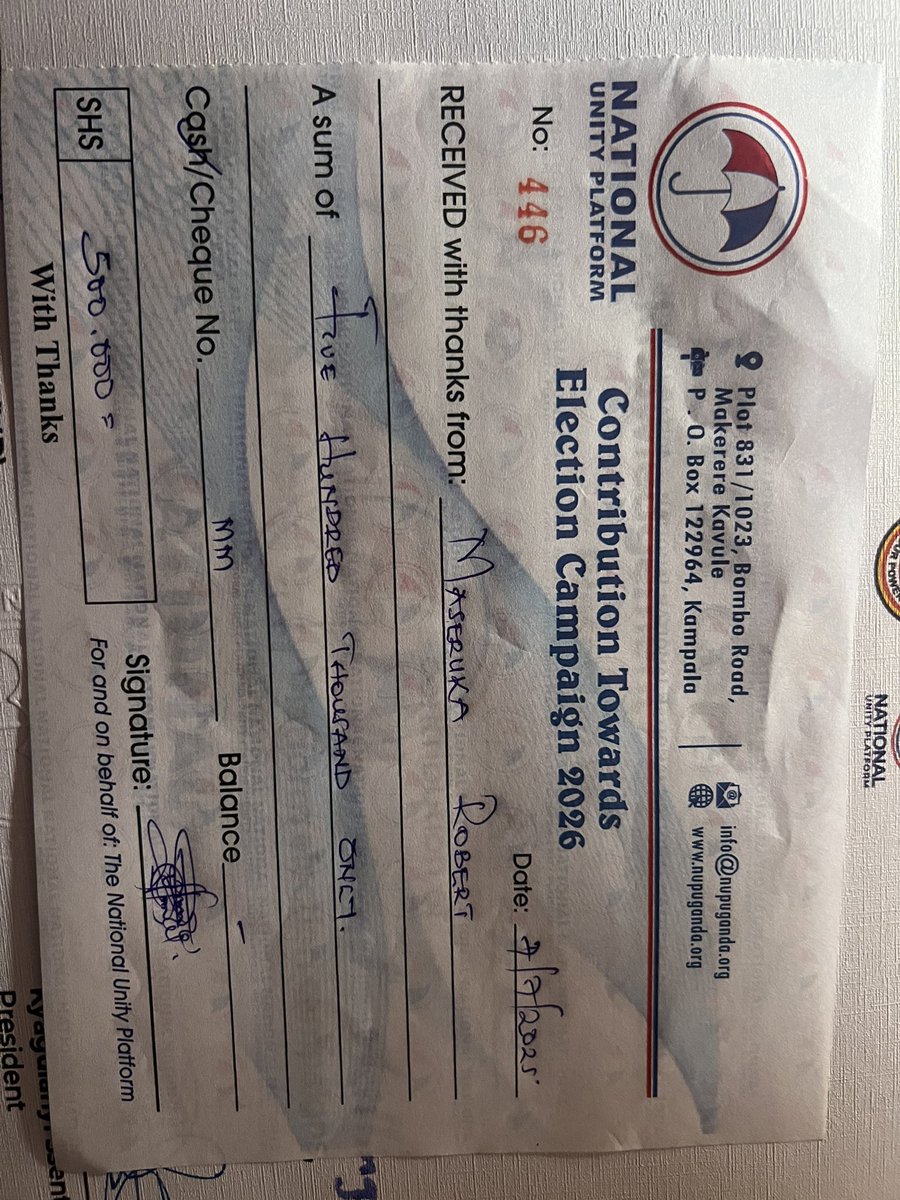 NATIONAL
UNITY PLATFORM
Plot 831/1023, Bombo Road,
Makerere Kavule
P . O. Box 122964, Kampala
info@nupuganda.org
www.nupuganda.org
Contribution Towards
Election Campaign 2026
No: 446
Date: 7/7/2025
RECEIVED with thanks from: MASERUKA ROBERT
A sum of FIVE HUNDRED THOUSAND ONLY.
Cash/Cheque No. MM Balance -
SHS 500.000=
Signature:
For and on behalf of: The National Unity Platform
With Thanks
NATIONAL
UNITY PLATFORM
OUR POWER
President